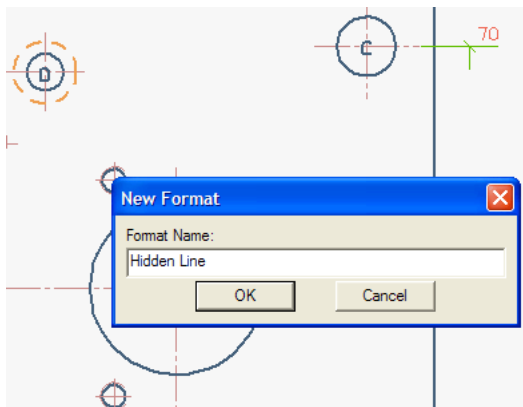 70
C
D
New Format
Format Name:
Hidden Line
OK Cancel